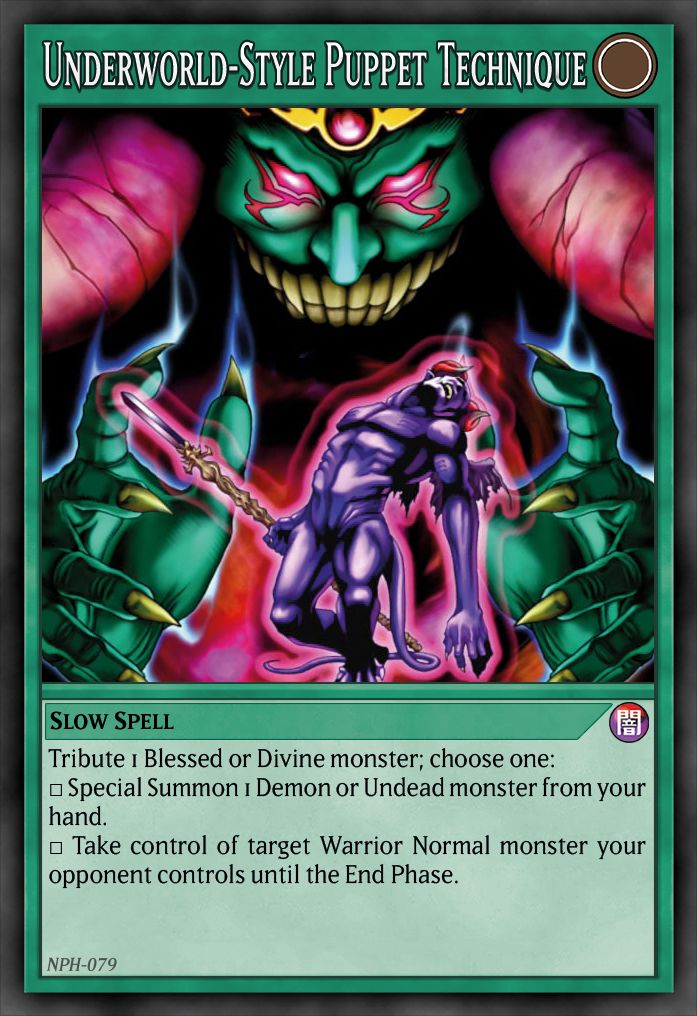 Underworld-Style Puppet Technique
Slow Spell
闇
Tribute 1 Blessed or Divine monster; choose one:
□ Special Summon 1 Demon or Undead monster from your
hand.
□ Take control of target Warrior Normal monster your
opponent controls until the End Phase.
NPH-079